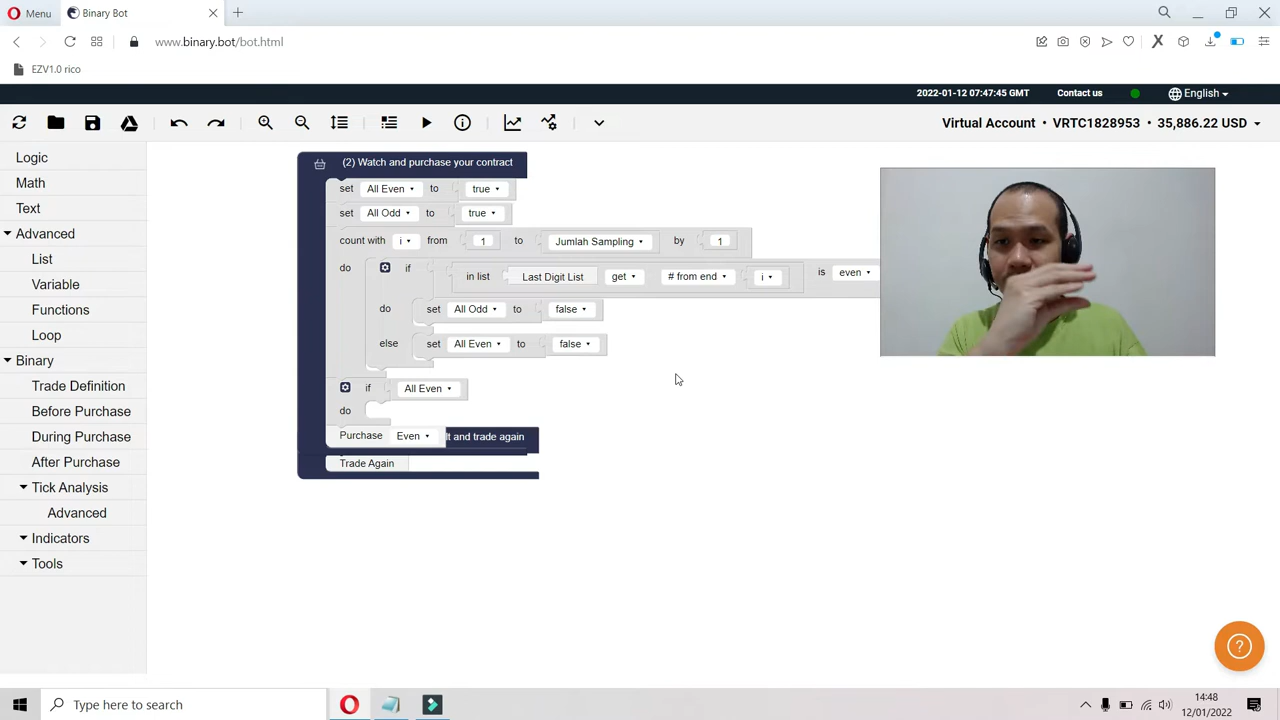 Menu
Binary Bot
www.binary.bot/bot.html
EZV1.0 rico
2022-01-12 07:47:45 GMT
Contact us
English
Virtual Account • VRTC1828953 • 35,886.22 USD
Logic
Math
Text
Advanced
List
Variable
Functions
Loop
Binary
Trade Definition
Before Purchase
During Purchase
After Purchase
Tick Analysis
Advanced
Indicators
Tools
(2) Watch and purchase your contract
set All Even to true
set All Odd to true
count with i from 1 to Jumlah Sampling by 1
do if in list Last Digit List get # from end i is even
do set All Odd to false
else set All Even to false
if All Even
do
Purchase Even it and trade again
Trade Again
Type here to search
14:48
12/01/2022